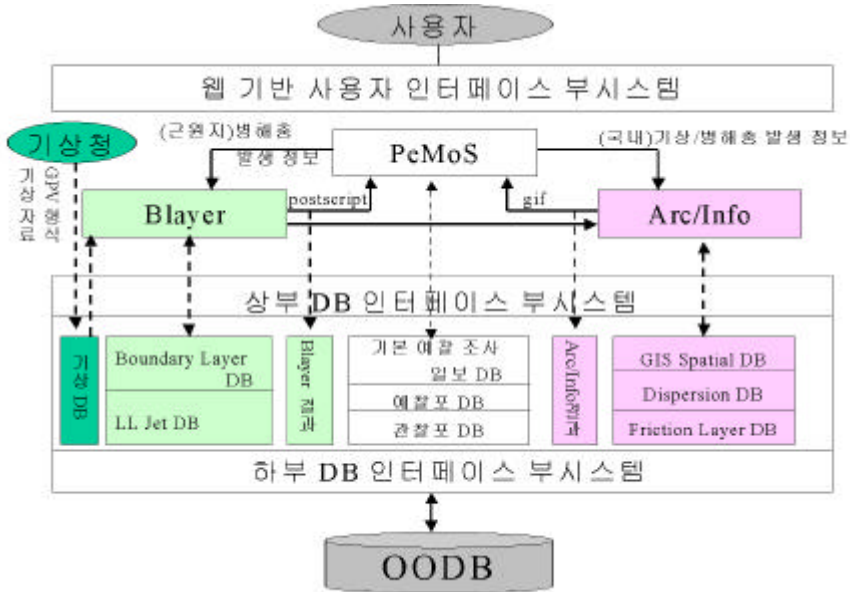 사용자
웹 기반 사용자 인터페이스 부시스템
기상청
(근원지)병해충
발생 정보
PeMoS
(국내)기상/병해충 발생 정보
GPV 형식
기상 자료
Blayer
postscript
gif
Arc/Info
상부 DB 인터페이스 부시스템
기상 DB
Boundary Layer
DB
LL Jet DB
Blayer 결과
기본 예찰 조사
일보 DB
예찰포 DB
관찰포 DB
Arc/Info결과
GIS Spatial DB
Dispersion DB
Friction Layer DB
하부 DB 인터페이스 부시스템
OODB